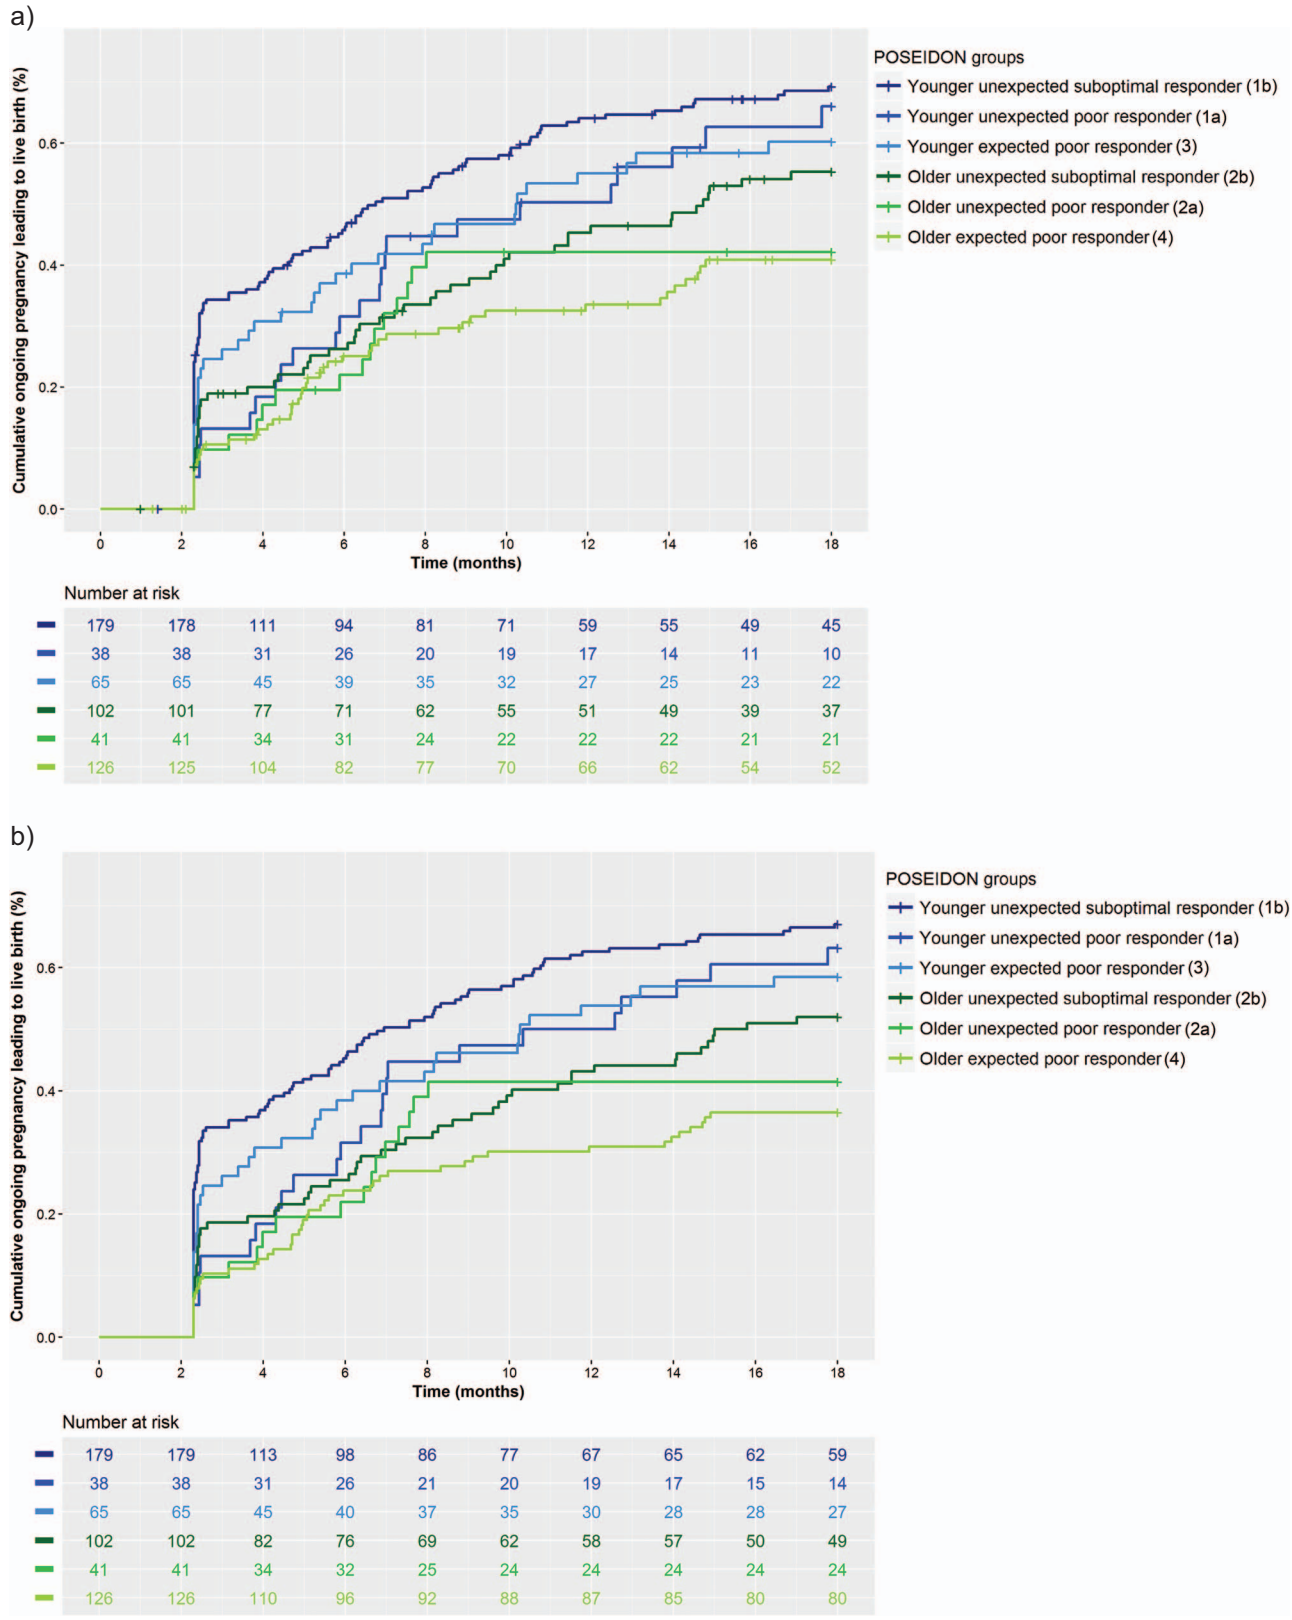 a)
Cumulative ongoing pregnancy leading to live birth (%)
0.6
0.4
0.2
0.0
0 2 4 6 8 10 12 14 16 18
Time (months)
POSEIDON groups
Younger unexpected suboptimal responder (1b)
Younger unexpected poor responder (1a)
Younger expected poor responder (3)
Older unexpected suboptimal responder (2b)
Older unexpected poor responder (2a)
Older expected poor responder (4)
Number at risk
179 178 111 94 81 71 59 55 49 45
38 38 31 26 20 19 17 14 11 10
65 65 45 39 35 32 27 25 23 22
102 101 77 71 62 55 51 49 39 37
41 41 34 31 24 22 22 22 21 21
126 125 104 82 77 70 66 62 54 52
b)
Cumulative ongoing pregnancy leading to live birth (%)
0.6
0.4
0.2
0.0
0 2 4 6 8 10 12 14 16 18
Time (months)
POSEIDON groups
Younger unexpected suboptimal responder (1b)
Younger unexpected poor responder (1a)
Younger expected poor responder (3)
Older unexpected suboptimal responder (2b)
Older unexpected poor responder (2a)
Older expected poor responder (4)
Number at risk
179 179 113 98 86 77 67 65 62 59
38 38 31 26 21 20 19 17 15 14
65 65 45 40 37 35 30 28 28 27
102 102 82 76 69 62 58 57 50 49
41 41 34 32 25 24 24 24 24 24
126 126 110 96 92 88 87 85 80 80